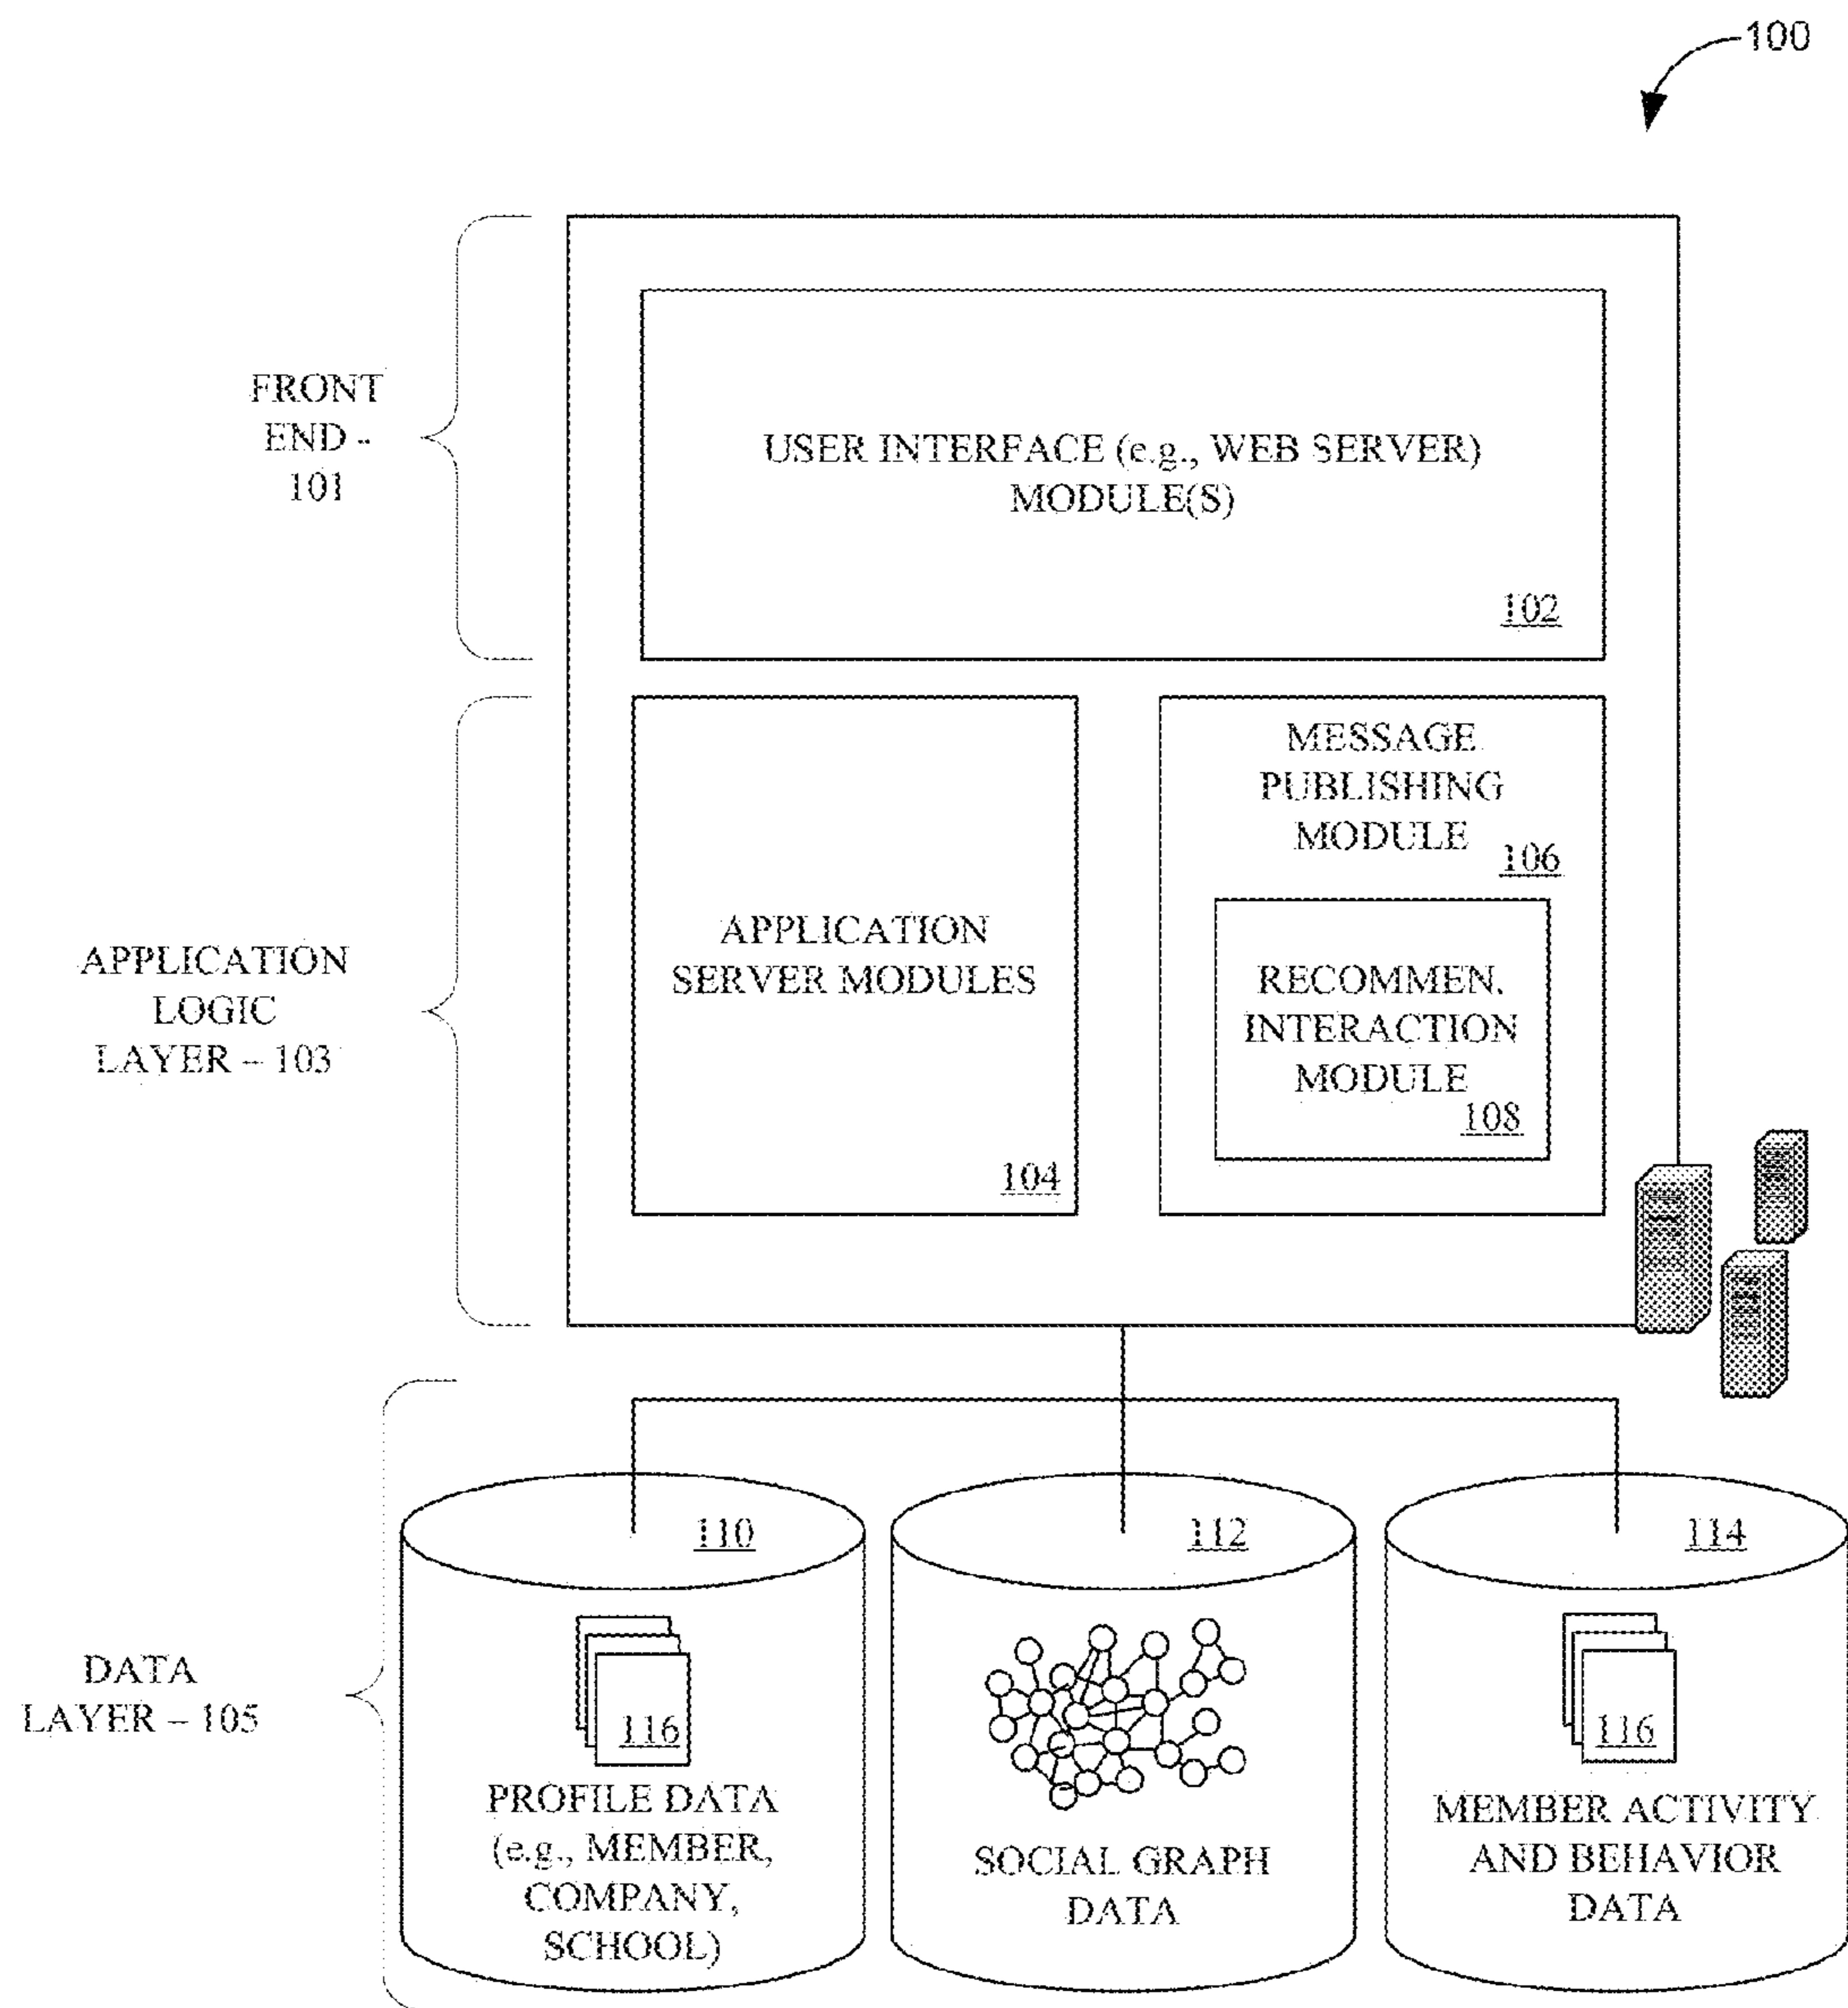 100
FRONT
END -
101
USER INTERFACE (e.g., WEB SERVER)
MODULE(S)
102
APPLICATION
LOGIC
LAYER – 103
APPLICATION
SERVER MODULES
104
MESSAGE
PUBLISHING
MODULE
106
RECOMMEN.
INTERACTION
MODULE
108
DATA
LAYER – 105
110
116
PROFILE DATA
(e.g., MEMBER,
COMPANY,
SCHOOL)
112
SOCIAL GRAPH
DATA
114
116
MEMBER ACTIVITY
AND BEHAVIOR
DATA